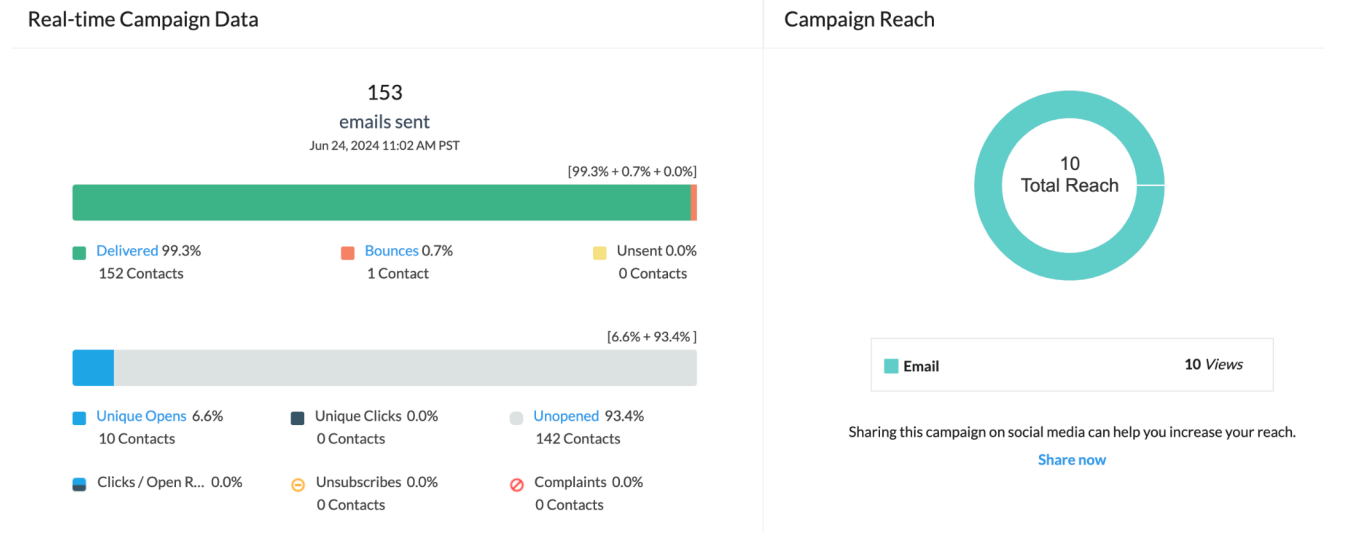 Real-time Campaign Data
153
emails sent
Jun 24, 2024 11:02 AM PST
[99.3% + 0.7% + 0.0%]
Delivered 99.3%
152 Contacts
Bounces 0.7%
1 Contact
Unsent 0.0%
0 Contacts
[6.6% + 93.4% ]
Unique Opens 6.6%
10 Contacts
Unique Clicks 0.0%
0 Contacts
Unopened 93.4%
142 Contacts
Clicks / Open R... 0.0%
Unsubscribes 0.0%
0 Contacts
Complaints 0.0%
0 Contacts
Campaign Reach
10
Total Reach
Email 10 Views
Sharing this campaign on social media can help you increase your reach.
Share now